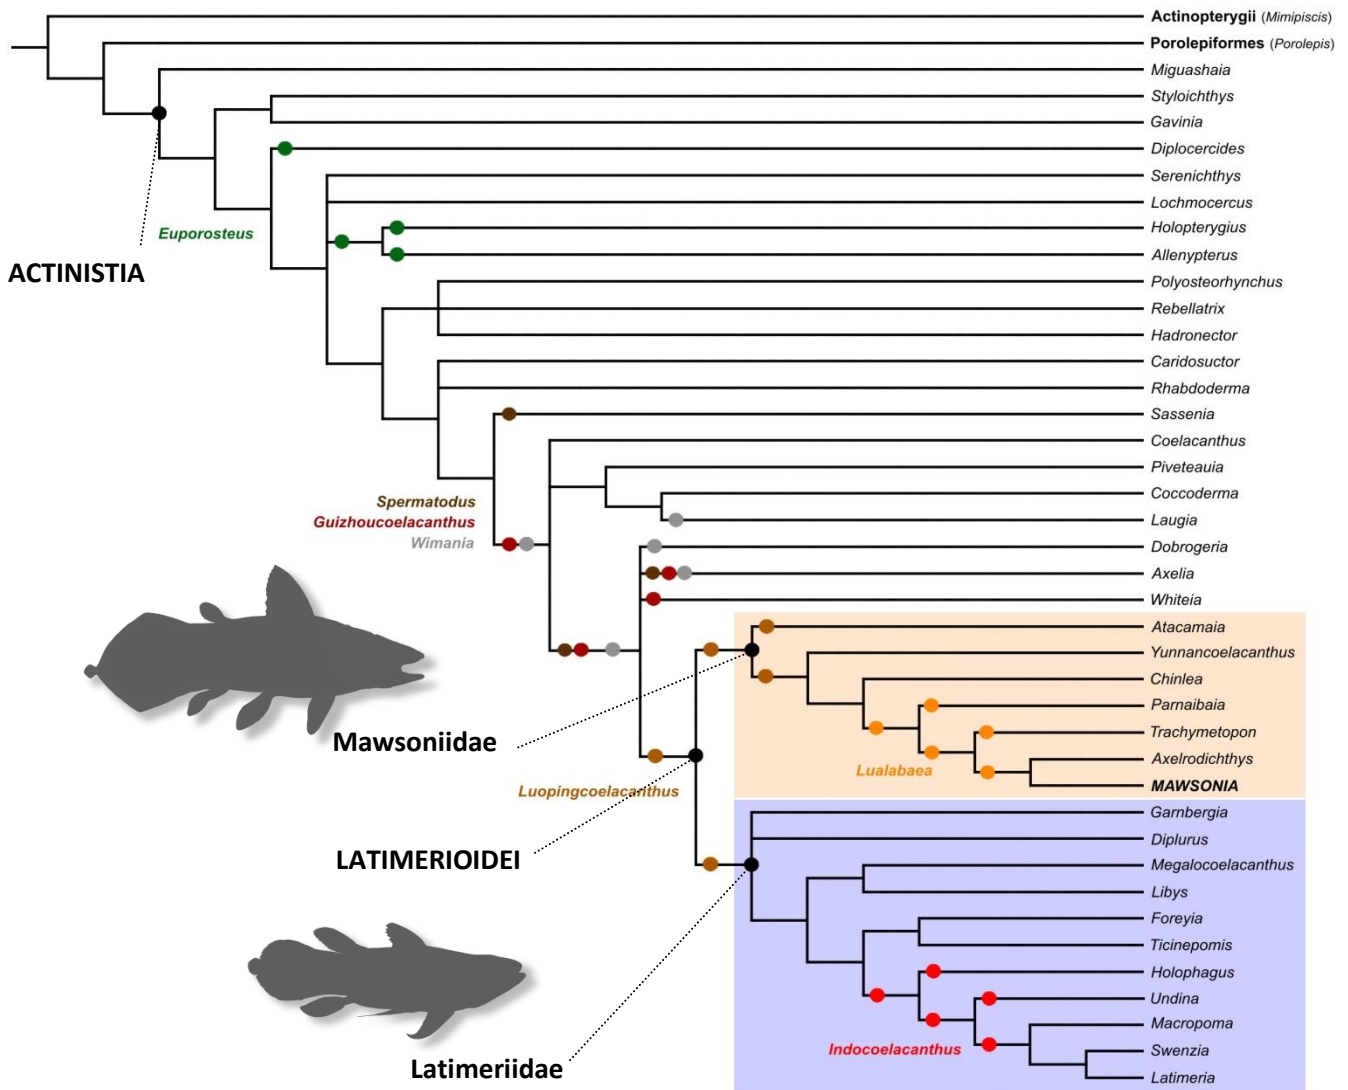 Actinopterygii (Mimipiscis)
Porolepiformes (Porolepis)
Miguashaia
Styloichthys
Gavinia
Diplocercides
Serenichthys
Lochmocercus
Holopterygius
Euporosteus
Allenypterus
ACTINISTIA
Polyosteorhynchus
Rebellatrix
Hadronector
Caridosuctor
Rhabdoderma
Sassenia
Coelacanthus
Piveteauia
Coccoderma
Spermatodus
Guizhoucoelacanthus
Wimania
Laugia
Dobrogeria
Axelia
Whiteia
Atacamaia
Yunnancoelacanthus
Chinlea
Parnaibaia
Trachymetopon
Mawsoniidae
Axelrodichthys
Lualabaea
MAWSONIA
Luopingcoelacanthus
Garnbergia
Diplurus
LATIMERIOIDEI
Megalocoelacanthus
Libys
Foreyia
Ticinepomis
Holophagus
Undina
Macropoma
Indocoelacanthus
Swenzia
Latimeriidae
Latimeria